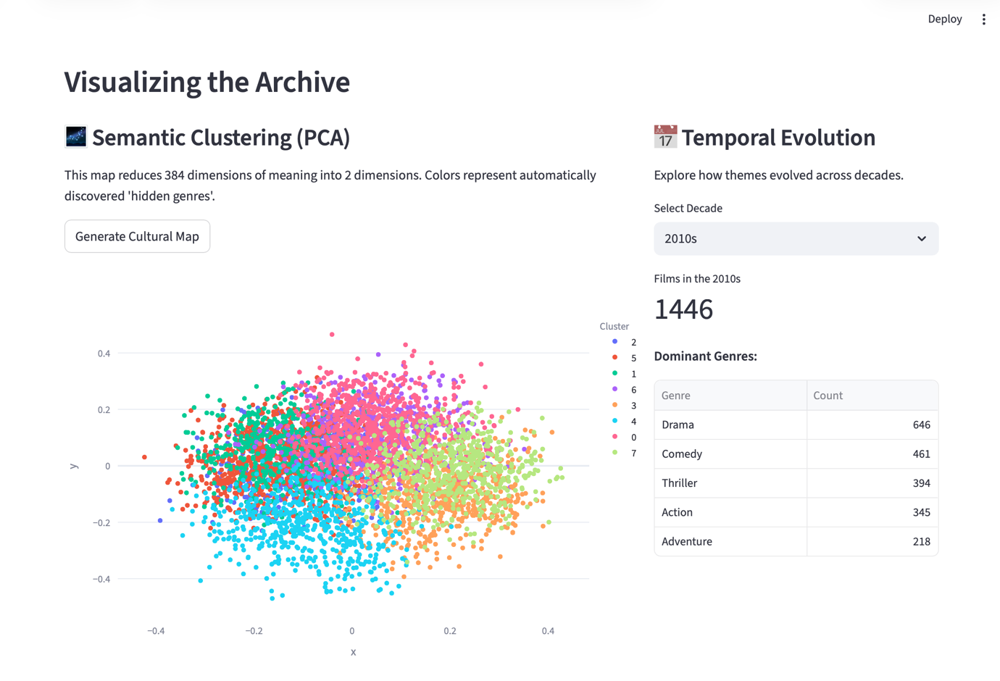 Deploy
Visualizing the Archive
Semantic Clustering (PCA)
This map reduces 384 dimensions of meaning into 2 dimensions. Colors represent automatically
discovered 'hidden genres'.
Generate Cultural Map
Cluster
2
5
1
6
3
4
0
7
0.4
0.2
0
−0.2
−0.4
y
−0.4
−0.2
0
0.2
0.4
x
JUL
17
Temporal Evolution
Explore how themes evolved across decades.
Select Decade
2010s
Films in the 2010s
1446
Dominant Genres:
Genre Count
Drama 646
Comedy 461
Thriller 394
Action 345
Adventure 218